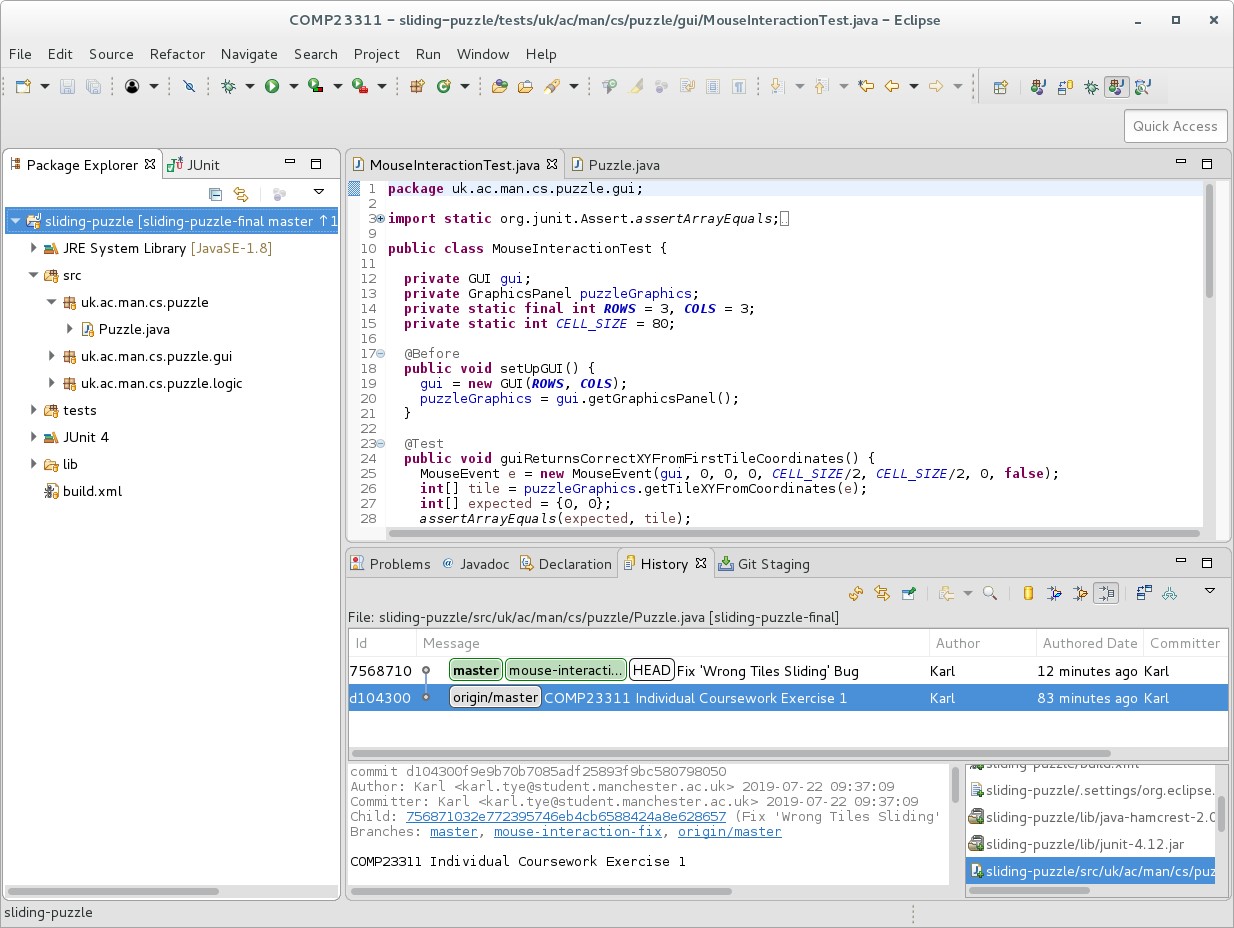 COMP23311 – sliding-puzzle/tests/uk/ac/man/cs/puzzle/gui/MouseInteractionTest.java – Eclipse
File Edit Source Refactor Navigate Search Project Run Window Help
Quick Access
Package Explorer JUnit
sliding-puzzle [sliding-puzzle-final master ↑1
JRE System Library [JavaSE-1.8]
src
uk.ac.man.cs.puzzle
Puzzle.java
uk.ac.man.cs.puzzle.gui
uk.ac.man.cs.puzzle.logic
tests
JUnit 4
lib
build.xml
MouseInteractionTest.java Puzzle.java
1 package uk.ac.man.cs.puzzle.gui;
2
3 import static org.junit.Assert.assertArrayEquals;
9
10 public class MouseInteractionTest {
11
12 private GUI gui;
13 private GraphicsPanel puzzleGraphics;
14 private static final int ROWS = 3, COLS = 3;
15 private static int CELL_SIZE = 80;
16
17 @Before
18 public void setUpGUI() {
19 gui = new GUI(ROWS, COLS);
20 puzzleGraphics = gui.getGraphicsPanel();
21 }
22
23 @Test
24 public void guiReturnsCorrectXYFromFirstTileCoordinates() {
25 MouseEvent e = new MouseEvent(gui, 0, 0, 0, CELL_SIZE/2, CELL_SIZE/2, 0, false);
26 int[] tile = puzzleGraphics.getTileXYFromCoordinates(e);
27 int[] expected = {0, 0};
28 assertArrayEquals(expected, tile);
Problems Javadoc Declaration History Git Staging
File: sliding-puzzle/src/uk/ac/man/cs/puzzle/Puzzle.java [sliding-puzzle-final]
Id Message Author Authored Date Committer
7568710 master mouse-interacti... HEAD Fix 'Wrong Tiles Sliding' Bug Karl 12 minutes ago Karl
d104300 origin/master COMP23311 Individual Coursework Exercise 1 Karl 83 minutes ago Karl
commit d104300f9e9b70b7085adf25893f9bc580798050
Author: Karl <karl.tye@student.manchester.ac.uk> 2019-07-22 09:37:09
Committer: Karl <karl.tye@student.manchester.ac.uk> 2019-07-22 09:37:09
Child: 756871032e772395746eb4cb6588424a8e628657 (Fix 'Wrong Tiles Sliding'
Branches: master, mouse-interaction-fix, origin/master
COMP23311 Individual Coursework Exercise 1
sliding-puzzle/build.xml
sliding-puzzle/.settings/org.eclipse.
sliding-puzzle/lib/java-hamcrest-2.0
sliding-puzzle/lib/junit-4.12.jar
sliding-puzzle/src/uk/ac/man/cs/puz
sliding-puzzle